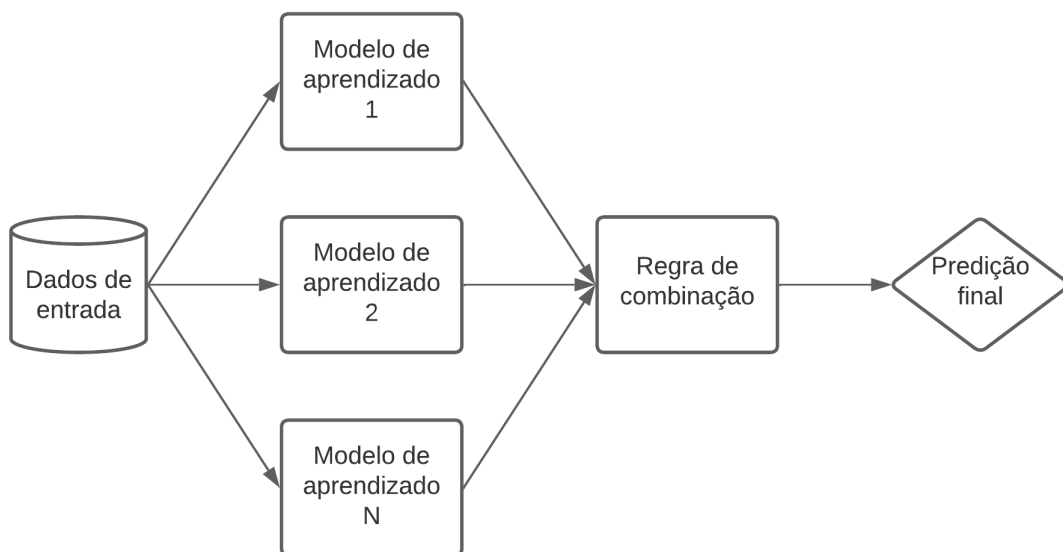 Modelo de
aprendizado
1
Dados de
entrada
Modelo de
aprendizado
2
Regra de
combinação
Predição
final
Modelo de
aprendizado
N